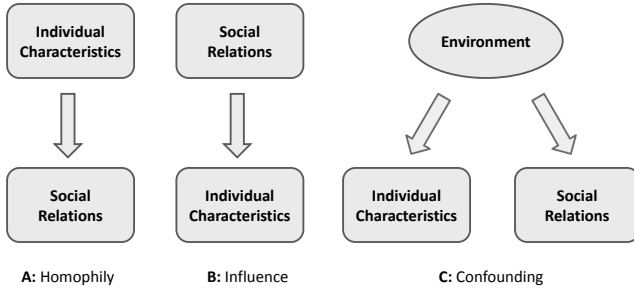 Individual
Characteristics
Social
Relations
Environment
Social
Relations
Individual
Characteristics
Individual
Characteristics
Social
Relations
A: Homophily
B: Influence
C: Confounding